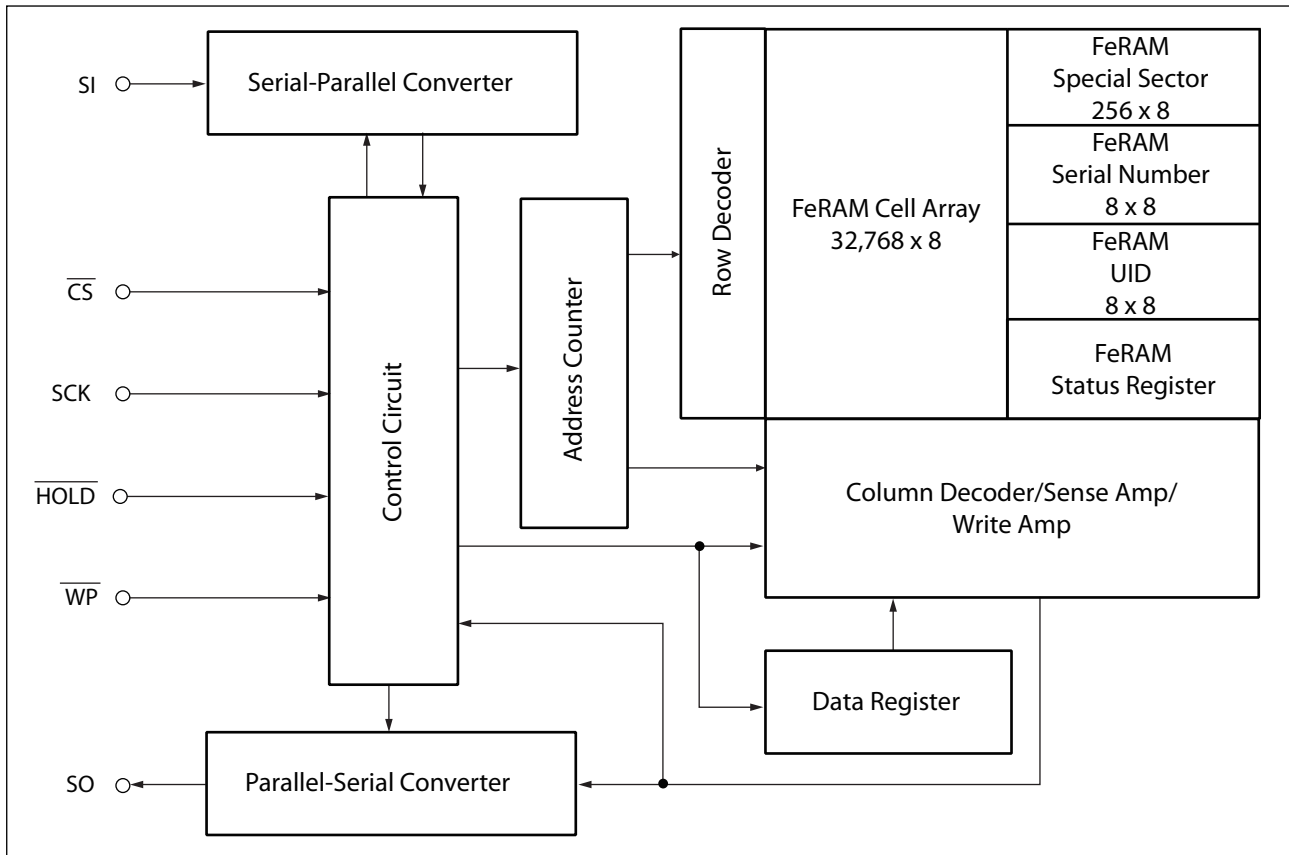 SI
Serial-Parallel Converter
CS
SCK
HOLD
WP
SO
Control Circuit
Address Counter
Row Decoder
FeRAM Cell Array
32,768 x 8
FeRAM
Special Sector
256 x 8
FeRAM
Serial Number
8 x 8
FeRAM
UID
8 x 8
FeRAM
Status Register
Column Decoder/Sense Amp/
Write Amp
Data Register
Parallel-Serial Converter